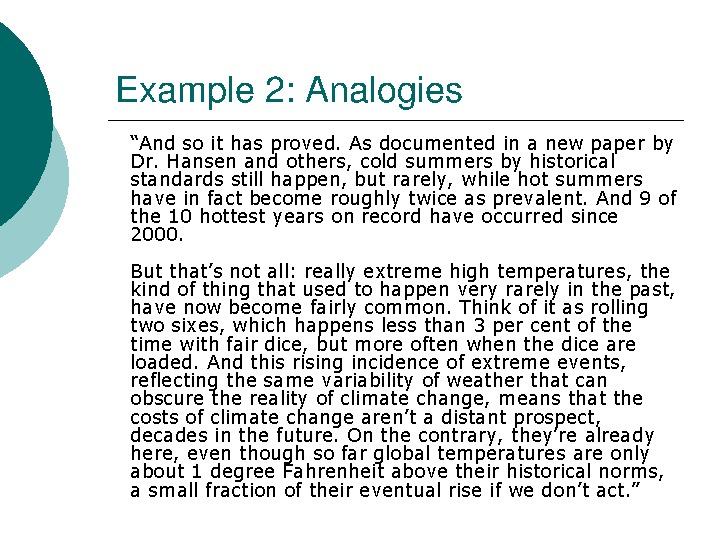 Example 2: Analogies
“And so it has proved. As documented in a new paper by
Dr. Hansen and others, cold summers by historical
standards still happen, but rarely, while hot summers
have in fact become roughly twice as prevalent. And 9 of
the 10 hottest years on record have occurred since
2000.
But that’s not all: really extreme high temperatures, the
kind of thing that used to happen very rarely in the past,
have now become fairly common. Think of it as rolling
two sixes, which happens less than 3 per cent of the
time with fair dice, but more often when the dice are
loaded. And this rising incidence of extreme events,
reflecting the same variability of weather that can
obscure the reality of climate change, means that the
costs of climate change aren’t a distant prospect,
decades in the future. On the contrary, they’re already
here, even though so far global temperatures are only
about 1 degree Fahrenheit above their historical norms,
a small fraction of their eventual rise if we don’t act.”